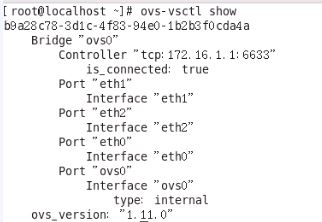 [root@localhost ~]# ovs-vsctl show
b9a28c78-3d1c-4f83-94e0-1b2b3f0cda4a
Bridge "ovs0"
Controller "tcp:172.16.1.1:6633"
is_connected: true
Port "eth1"
Interface "eth1"
Port "eth2"
Interface "eth2"
Port "eth0"
Interface "eth0"
Port "ovs0"
Interface "ovs0"
type: internal
ovs_version: "1.11.0"